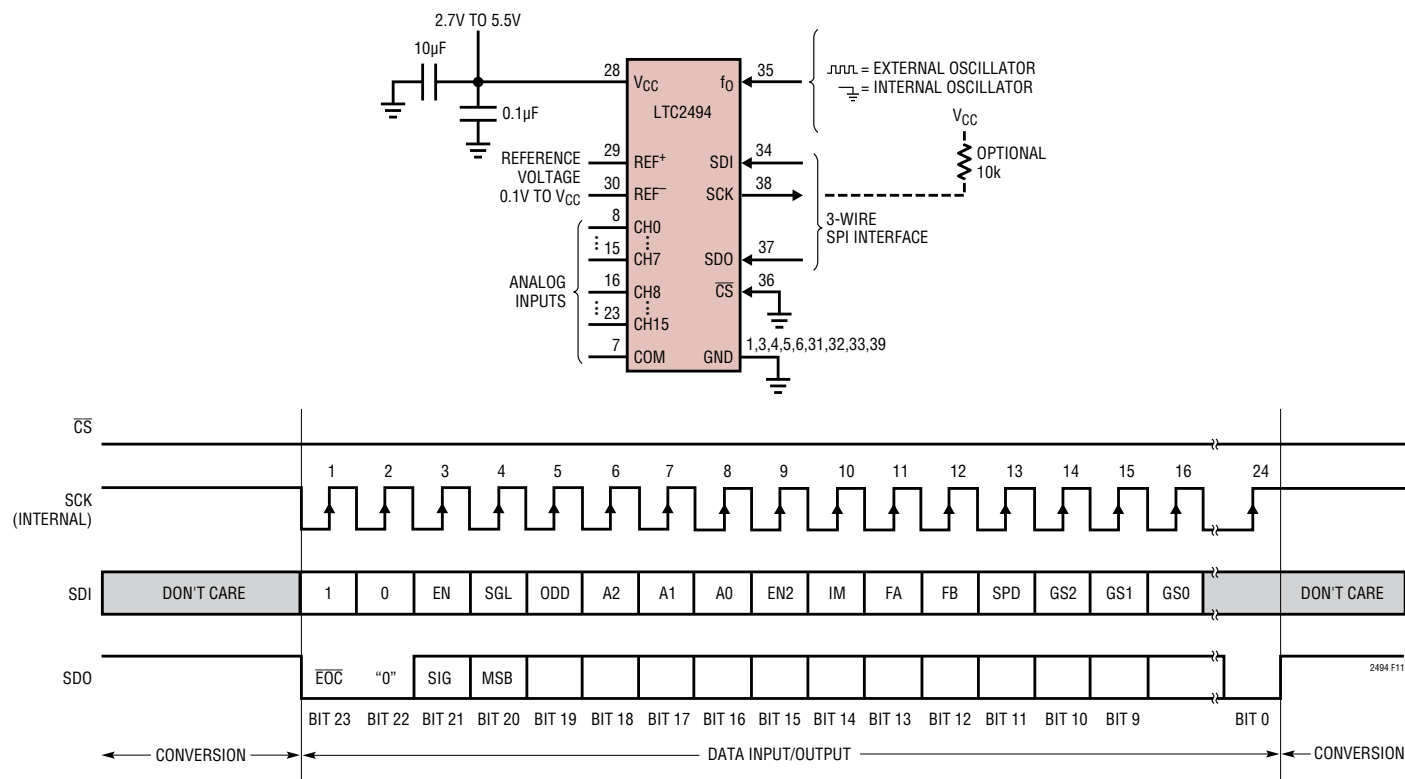 2.7V TO 5.5V
10µF
0.1µF
28 VCC
LTC2494
fO 35
= EXTERNAL OSCILLATOR
= INTERNAL OSCILLATOR
VCC
OPTIONAL
10k
REFERENCE
VOLTAGE
0.1V TO VCC
29 REF+
30 REF–
SDI 34
SCK 38
3-WIRE
SPI INTERFACE
ANALOG
INPUTS
8 CH0
15 CH7
16 CH8
23 CH15
7 COM
SDO 37
CS 36
GND 1,3,4,5,6,31,32,33,39
CS
SCK
(INTERNAL)
1 2 3 4 5 6 7 8 9 10 11 12 13 14 15 16 24
SDI DON'T CARE 1 0 EN SGL ODD A2 A1 A0 EN2 IM FA FB SPD GS2 GS1 GS0 DON'T CARE
SDO EOC "0" SIG MSB
2494 F11
BIT 23 BIT 22 BIT 21 BIT 20 BIT 19 BIT 18 BIT 17 BIT 16 BIT 15 BIT 14 BIT 13 BIT 12 BIT 11 BIT 10 BIT 9 BIT 0
CONVERSION DATA INPUT/OUTPUT CONVERSION